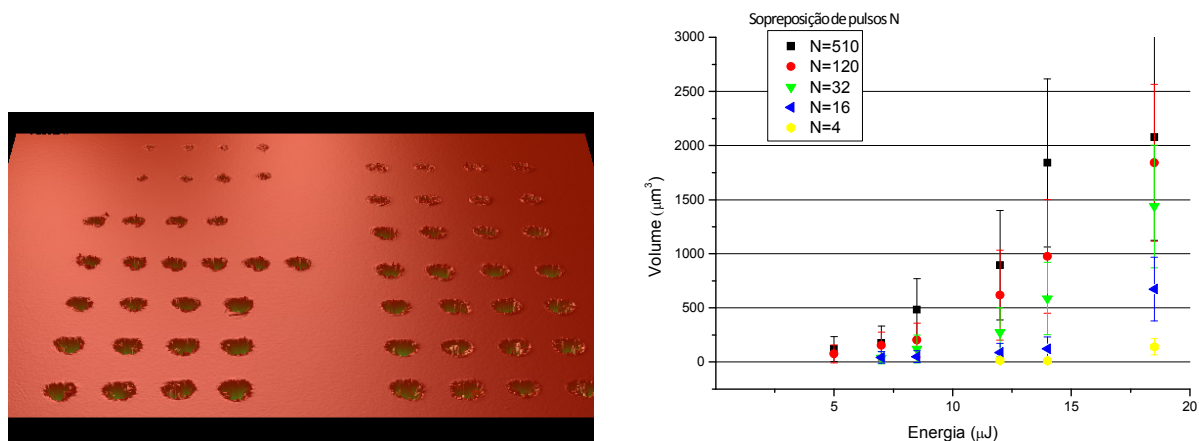 Sopreposição de pulsos N
N=510
N=120
N=32
N=16
N=4
3000
2500
2000
1500
1000
500
0
Volume (µm³)
5
10
15
20
Energia (µJ)